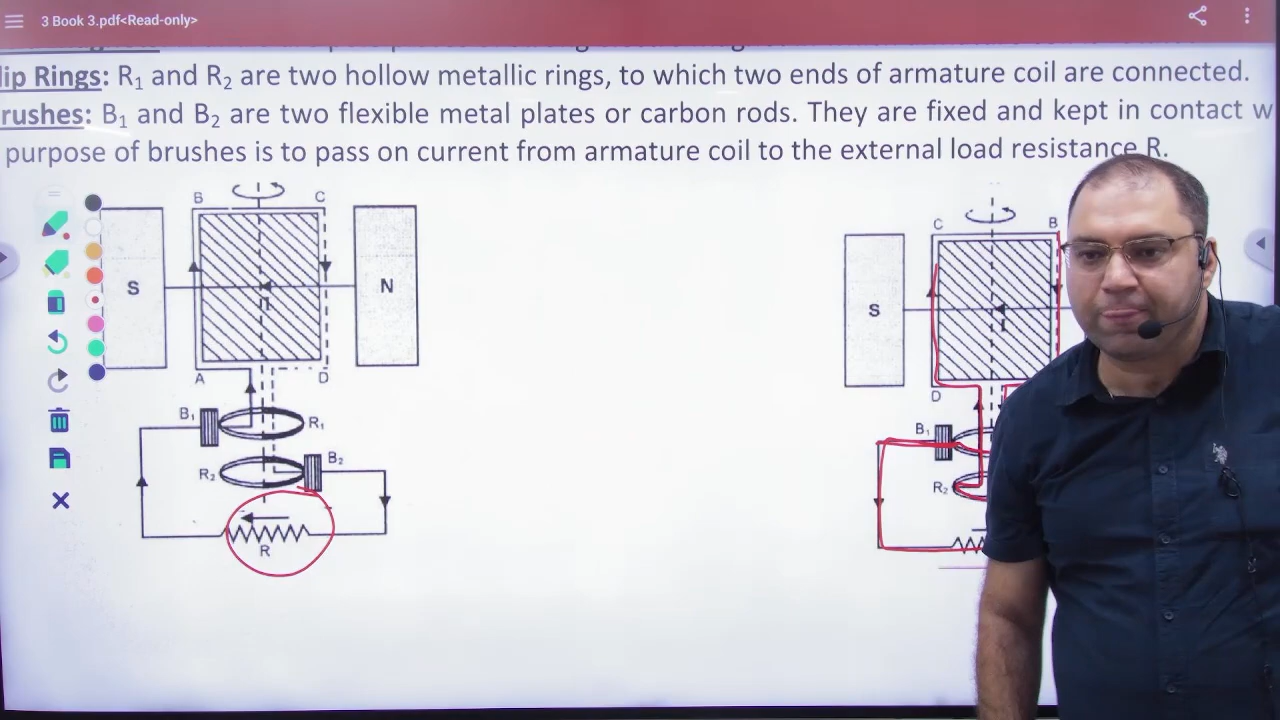 3 Book 3.pdf<Read-only>
lip Rings: R1 and R2 are two hollow metallic rings, to which two ends of armature coil are connected.
rushes: B1 and B2 are two flexible metal plates or carbon rods. They are fixed and kept in contact w
purpose of brushes is to pass on current from armature coil to the external load resistance R.
B C
S N
A D
B1 R1
R2 B2
R
C B
S
D
B1
R2